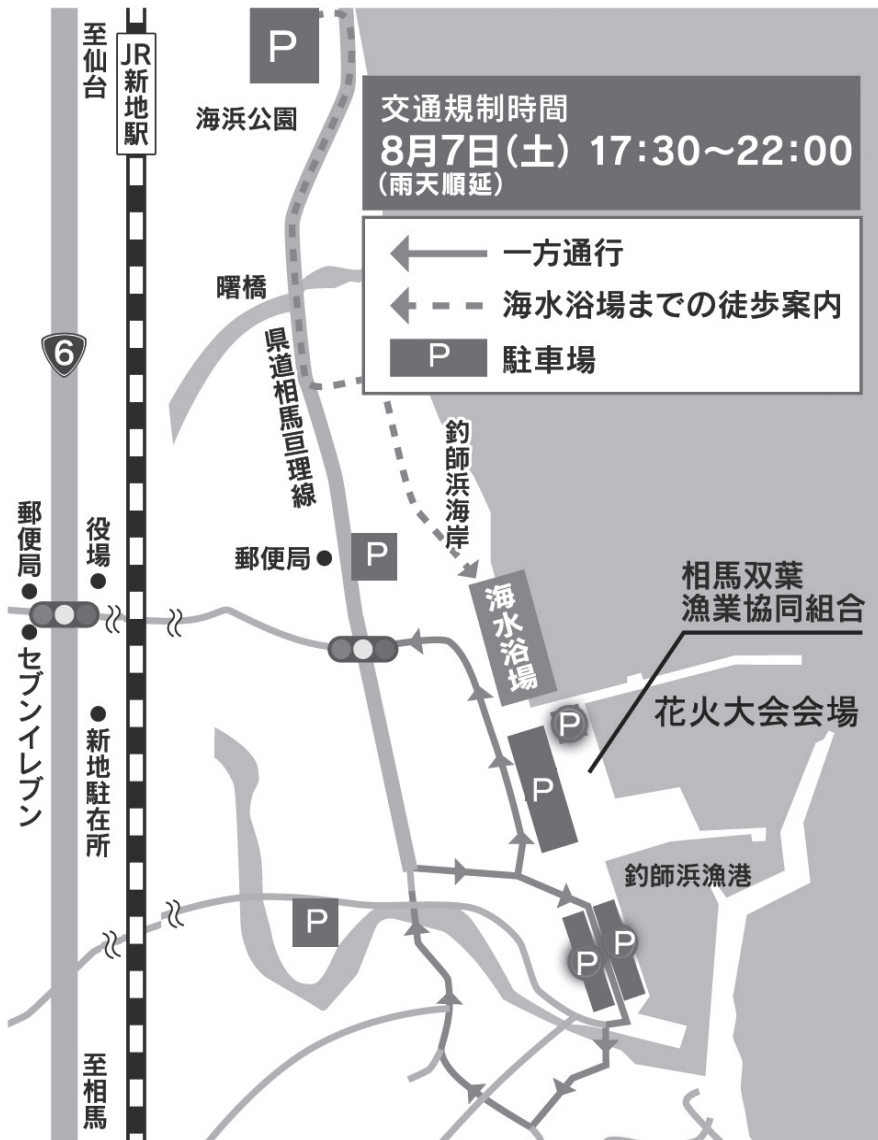 至仙台
JR新地駅
P
海浜公園
交通規制時間
8月7日(土) 17:30〜22:00
(雨天順延)
一方通行
海水浴場までの徒歩案内
P 駐車場
曙橋
6
県道相馬亘理線
釣師浜海岸
郵便局
役場
郵便局
P
セブンイレブン
新地駐在所
海水浴場
相馬双葉
漁業協同組合
花火大会会場
P
P
釣師浜漁港
P
P
P
至相馬